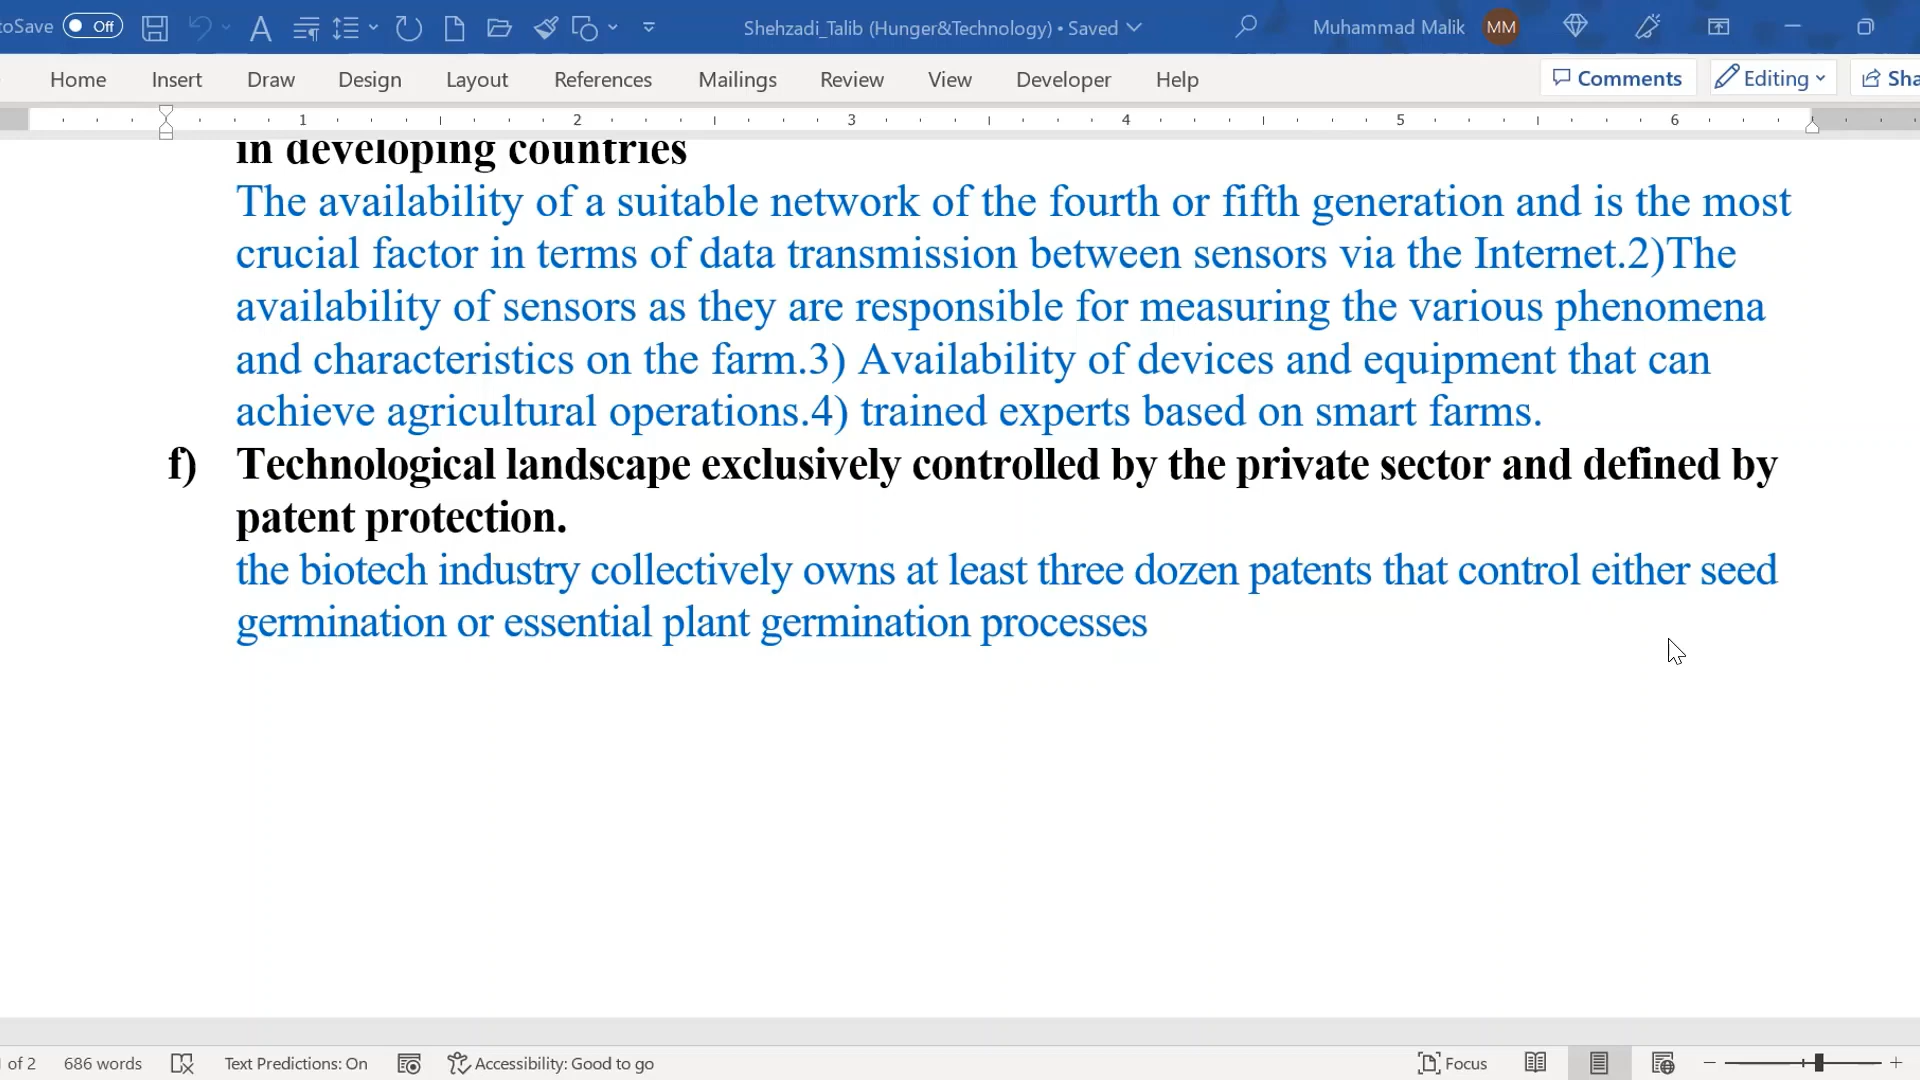 toSave Off
Shehzadi_Talib (Hunger&Technology) • Saved
Muhammad Malik MM
Home Insert Draw Design Layout References Mailings Review View Developer Help Comments Editing
1 2 3 4 5 6
in developing countries
The availability of a suitable network of the fourth or fifth generation and is the most
crucial factor in terms of data transmission between sensors via the Internet.2)The
availability of sensors as they are responsible for measuring the various phenomena
and characteristics on the farm.3) Availability of devices and equipment that can
achieve agricultural operations.4) trained experts based on smart farms.
f) Technological landscape exclusively controlled by the private sector and defined by
patent protection.
the biotech industry collectively owns at least three dozen patents that control either seed
germination or essential plant germination processes
of 2 686 words Text Predictions: On Accessibility: Good to go Focus